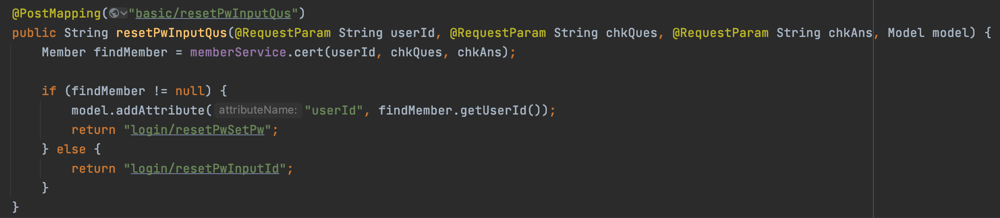 @PostMapping("basic/resetPwInputQus")
public String resetPwInputQus(@RequestParam String userId, @RequestParam String chkQues, @RequestParam String chkAns, Model model) {
    Member findMember = memberService.cert(userId, chkQues, chkAns);

    if (findMember != null) {
        model.addAttribute( attributeName: "userId", findMember.getUserId());
        return "login/resetPwSetPw";
    } else {
        return "login/resetPwInputId";
    }
}